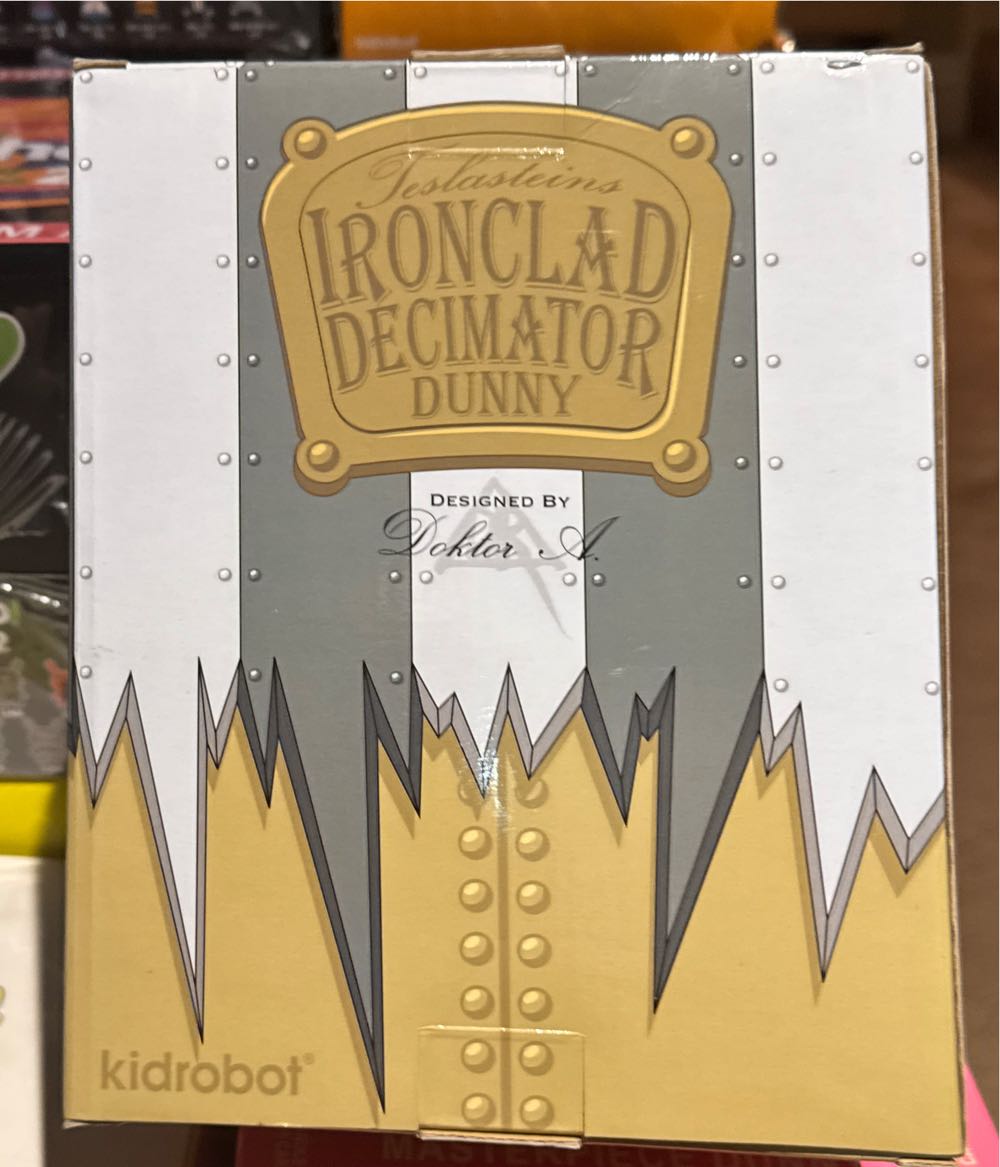 Teslasteins
IRONCLAD
DECIMATOR
DUNNY
DESIGNED BY
Doktor A.
kidrobot®